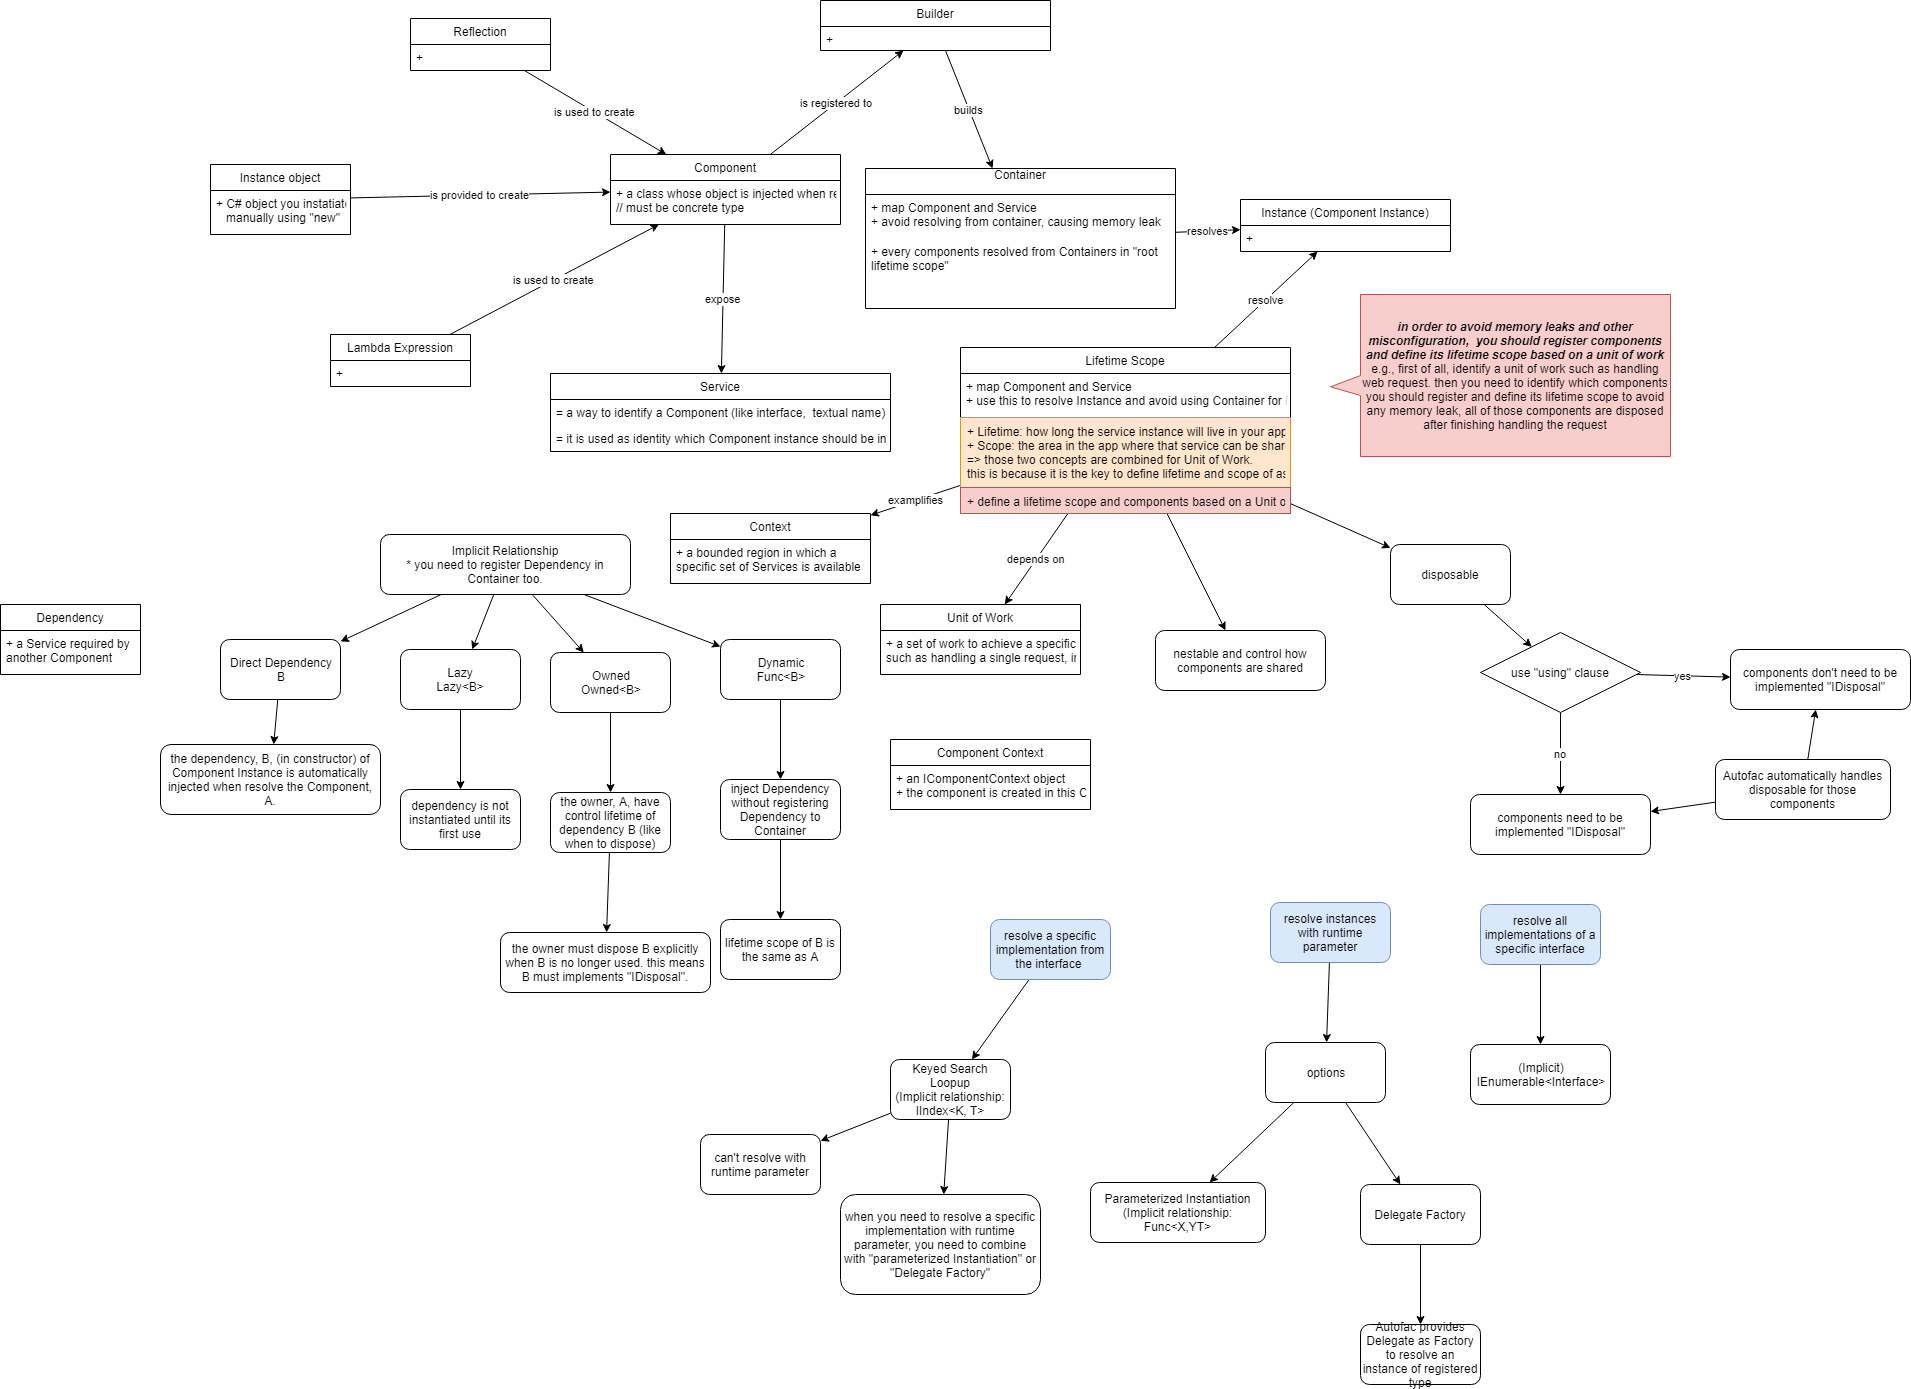 Builder
+
Reflection
+
is used to create
is registered to
builds
Component
+ a class whose object is injected when re
// must be concrete type
Instance object
+ C# object you instatiate
manually using "new"
is provided to create
Container
+ map Component and Service
+ avoid resolving from container, causing memory leak
+ every components resolved from Containers in "root
lifetime scope"
resolves
Instance (Component Instance)
+
is used to create
expose
resolve
Lambda Expression
+
Service
= a way to identify a Component (like interface,  textual name)
= it is used as identity which Component instance should be in
Lifetime Scope
+ map Component and Service
+ use this to resolve Instance and avoid using Container for
+ Lifetime: how long the service instance will live in your app
+ Scope: the area in the app where that service can be shar
=> those two concepts are combined for Unit of Work.
this is because it is the key to define lifetime and scope of as
+ define a lifetime scope and components based on a Unit o
in order to avoid memory leaks and other
misconfiguration,  you should register components
and define its lifetime scope based on a unit of work
e.g., first of all, identify a unit of work such as handling
web request. then you need to identify which components
you should register and define its lifetime scope to avoid
any memory leak, all of those components are disposed
after finishing handling the request
examplifies
Context
+ a bounded region in which a
specific set of Services is available
depends on
Unit of Work
+ a set of work to achieve a specific
such as handling a single request, in
nestable and control how
components are shared
disposable
use "using" clause
yes
components don't need to be
implemented "IDisposal"
no
Autofac automatically handles
disposable for those
components
components need to be
implemented "IDisposal"
Implicit Relationship
* you need to register Dependency in
Container too.
Dependency
+ a Service required by
another Component
Direct Dependency
B
Lazy
Lazy<B>
Owned
Owned<B>
Dynamic
Func<B>
the dependency, B, (in constructor) of
Component Instance is automatically
injected when resolve the Component,
A.
dependency is not
instantiated until its
first use
the owner, A, have
control lifetime of
dependency B (like
when to dispose)
inject Dependency
without registering
Dependency to
Container
Component Context
+ an IComponentContext object
+ the component is created in this C
the owner must dispose B explicitly
when B is no longer used. this means
B must implements "IDisposal".
lifetime scope of B is
the same as A
resolve a specific
implementation from
the interface
resolve instances
with runtime
parameter
resolve all
implementations of a
specific interface
Keyed Search
Loopup
(Implicit relationship:
IIndex<K, T>
options
(Implicit)
IEnumerable<Interface>
can't resolve with
runtime parameter
when you need to resolve a specific
implementation with runtime
parameter, you need to combine
with "parameterized Instantiation" or
"Delegate Factory"
Parameterized Instantiation
(Implicit relationship:
Func<X,YT>
Delegate Factory
Autofac provides
Delegate as Factory
to resolve an
instance of registered
type